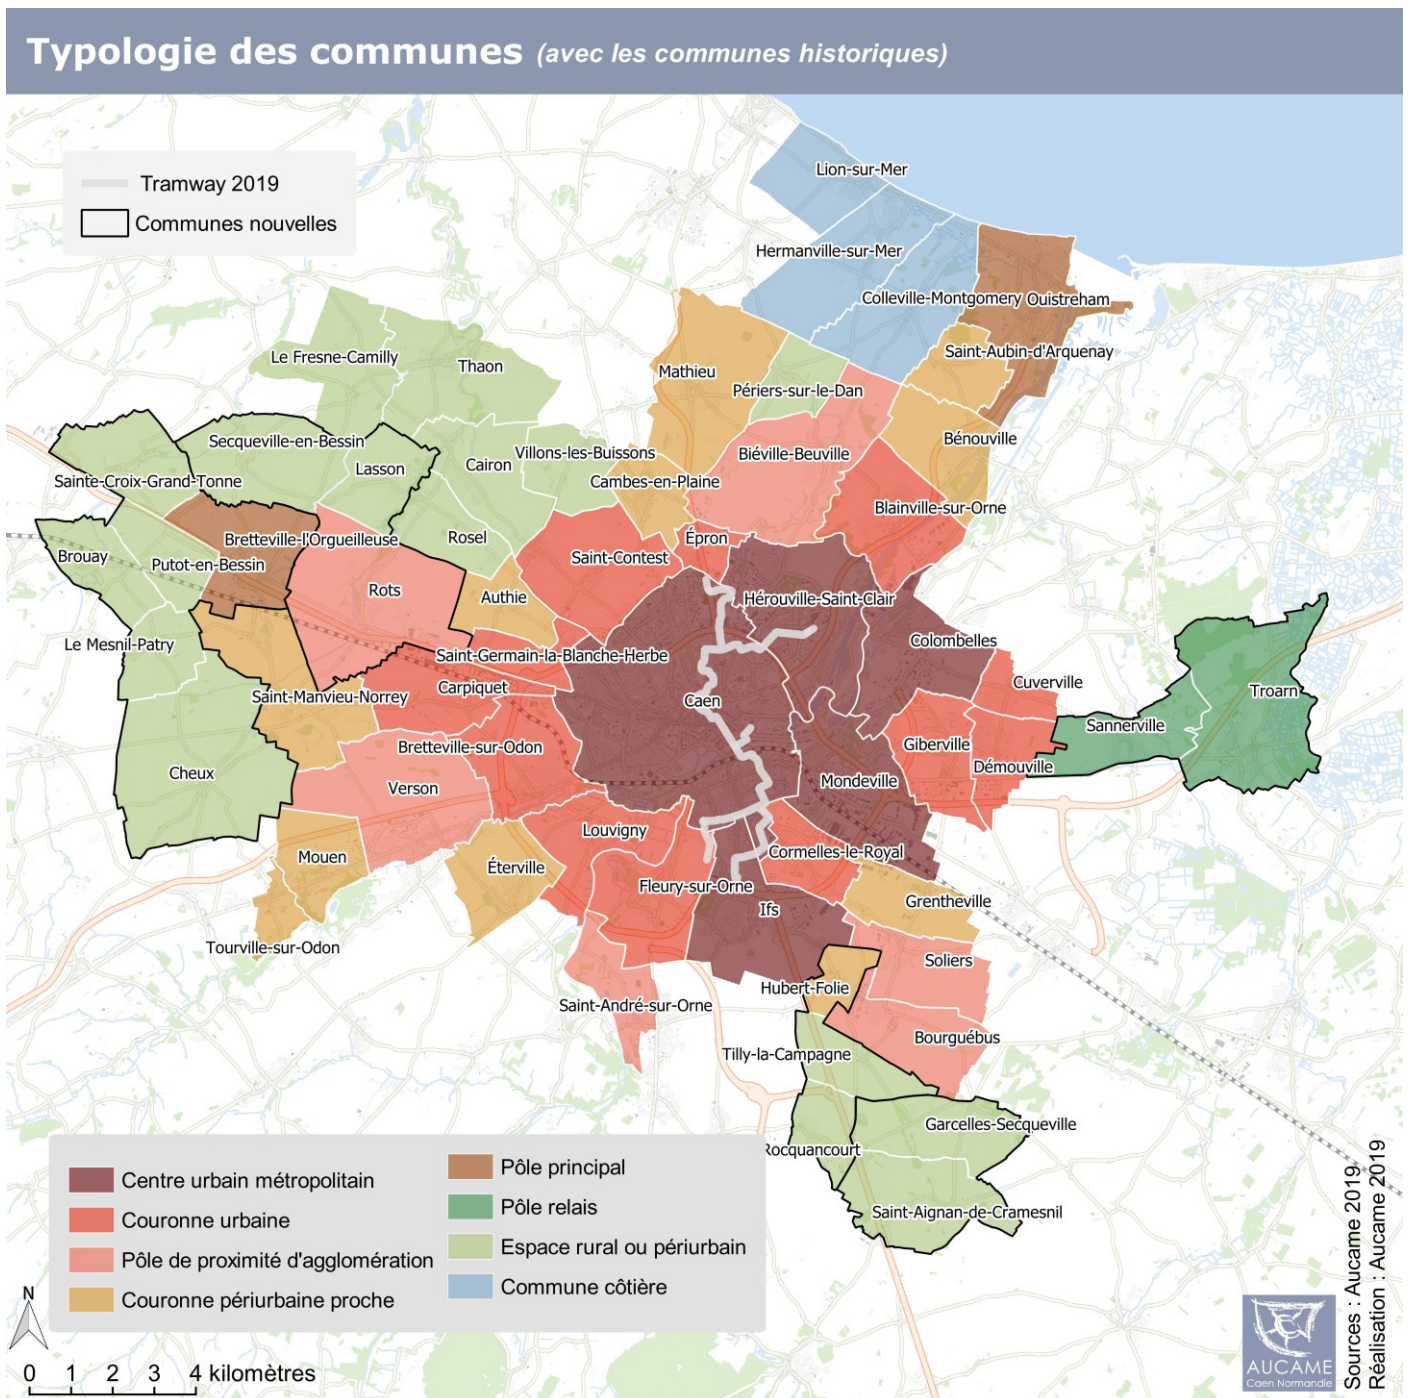 Typologie des communes (avec les communes historiques)
Tramway 2019
Communes nouvelles
Lion-sur-Mer
Hermanville-sur-Mer
Colleville-Montgomery
Ouistreham
Saint-Aubin-d'Arquenay
Le Fresne-Camilly
Thaon
Mathieu
Périers-sur-le-Dan
Bénouville
Secqueville-en-Bessin
Villons-les-Buissons
Biéville-Beuville
Lasson
Cairon
Sainte-Croix-Grand-Tonne
Cambes-en-Plaine
Blainville-sur-Orne
Bretteville-l'Orgueilleuse
Rosel
Épron
Brouay
Putot-en-Bessin
Saint-Contest
Rots
Authie
Hérouville-Saint-Clair
Le Mesnil-Patry
Saint-Germain-la-Blanche-Herbe
Colombelles
Saint-Manvieu-Norrey
Carpiquet
Caen
Cuverville
Troarn
Sannerville
Bretteville-sur-Odon
Giberville
Cheux
Verson
Mondeville
Démouville
Louvigny
Mouen
Éterville
Cormelles-le-Royal
Fleury-sur-Orne
Grentheville
Ifs
Tourville-sur-Odon
Soliers
Hubert-Folie
Saint-André-sur-Orne
Bourguébus
Tilly-la-Campagne
Garcelles-Secqueville
Rocquancourt
Saint-Aignan-de-Cramesnil
Centre urbain métropolitain
Couronne urbaine
Pôle de proximité d'agglomération
Couronne périurbaine proche
Pôle principal
Pôle relais
Espace rural ou périurbain
Commune côtière
N
0 1 2 3 4 kilomètres
AUCAME
Caen Normandie
Sources : Aucame 2019
Réalisation : Aucame 2019